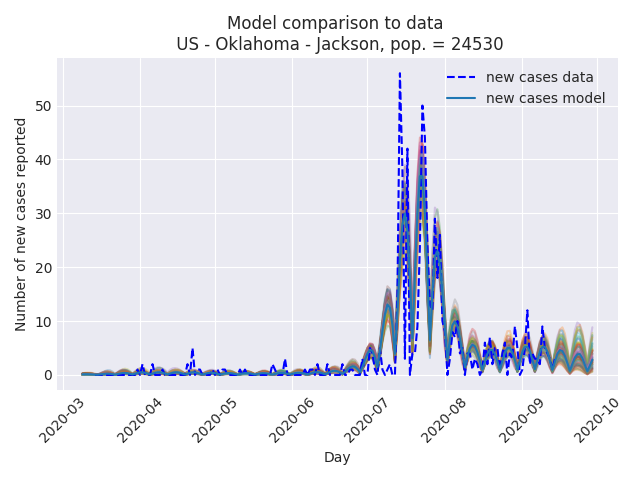 Model comparison to data
US - Oklahoma - Jackson, pop. = 24530
new cases data
new cases model
Number of new cases reported
50
40
30
20
10
0
2020-03
2020-04
2020-05
2020-06
2020-07
2020-08
2020-09
2020-10
Day